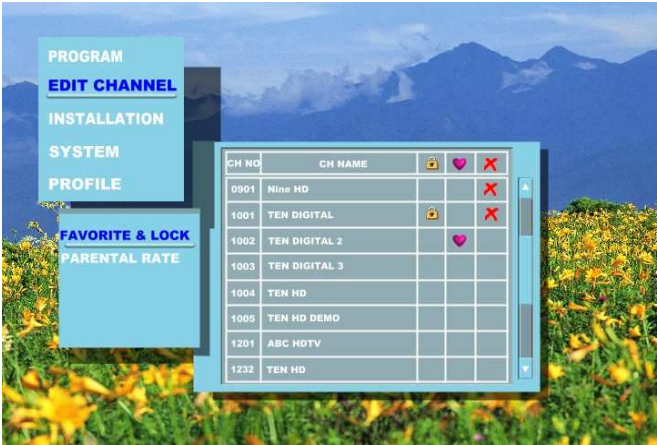 PROGRAM
EDIT CHANNEL
INSTALLATION
SYSTEM
PROFILE
FAVORITE & LOCK
PARENTAL RATE
CH NO CH NAME
0901 Nine HD
1001 TEN DIGITAL
1002 TEN DIGITAL 2
1003 TEN DIGITAL 3
1004 TEN HD
1005 TEN HD DEMO
1201 ABC HDTV
1232 TEN HD